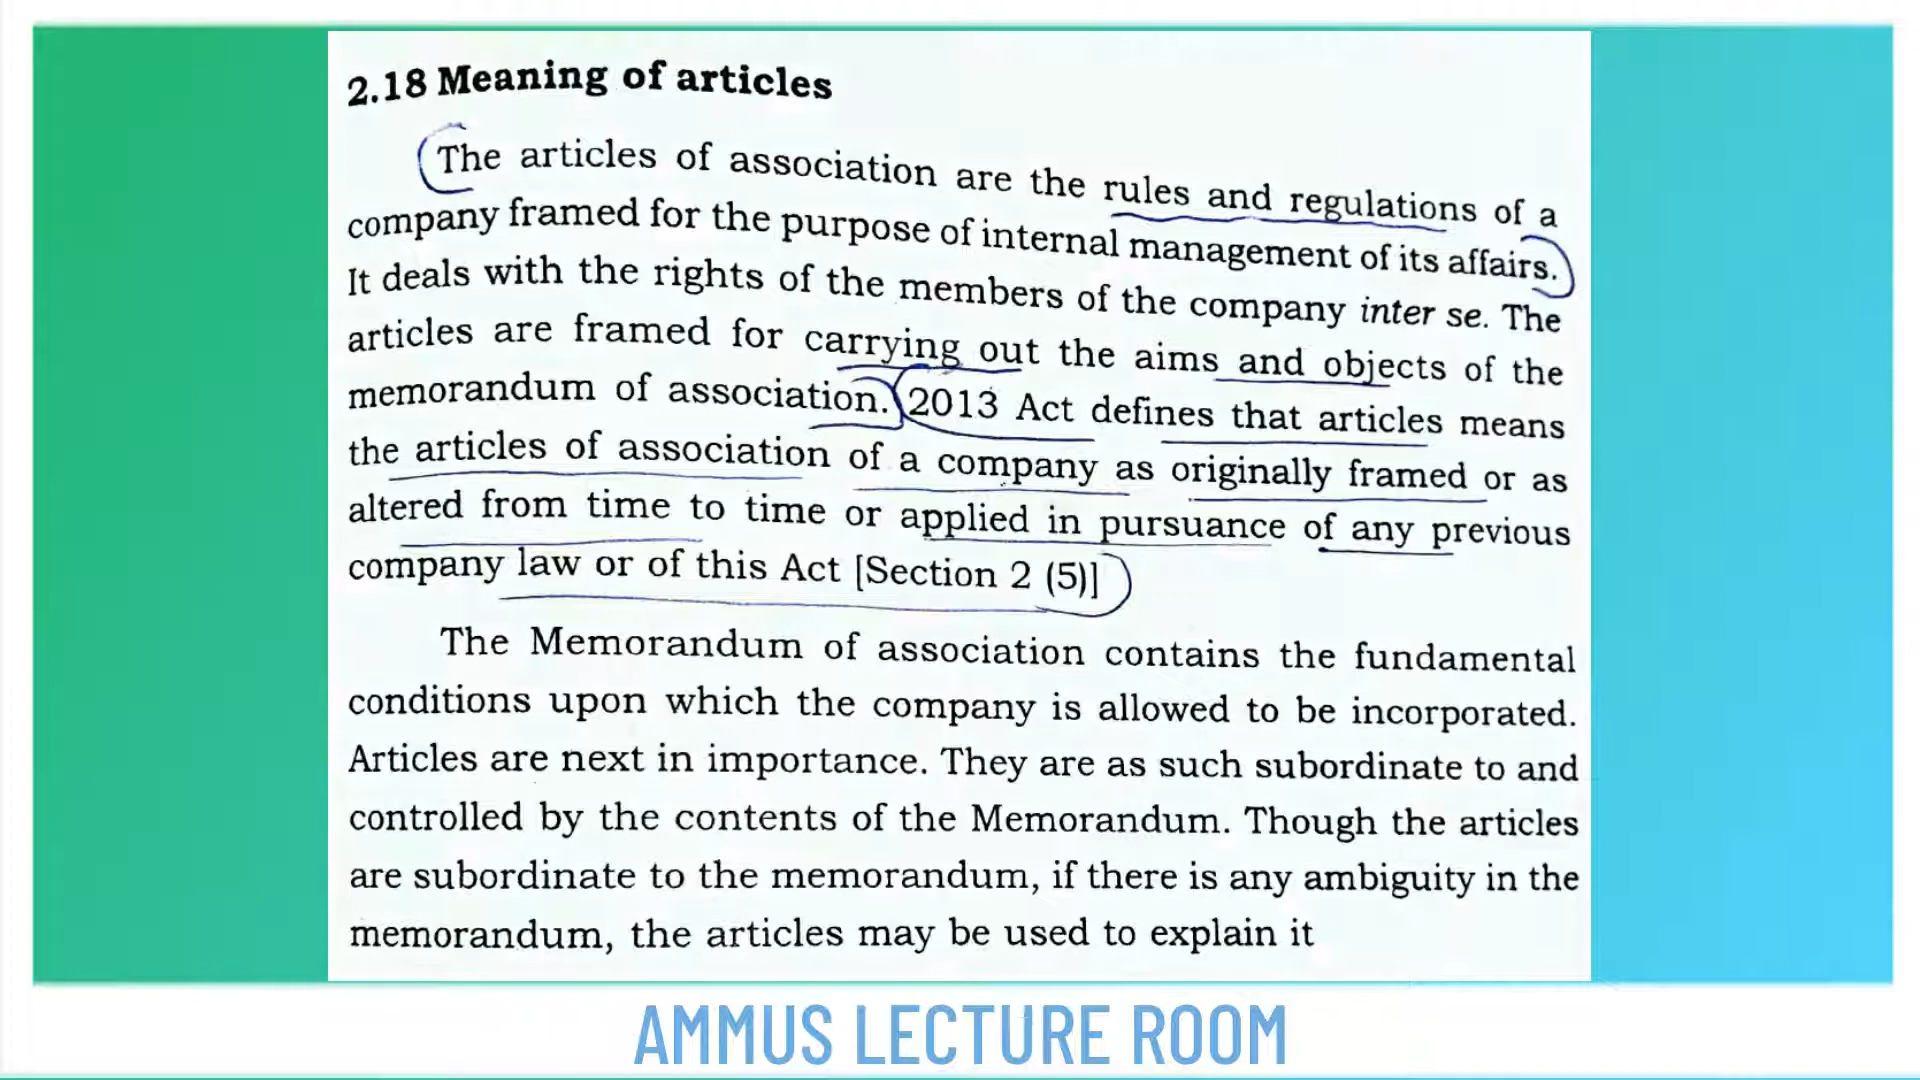 2.18 Meaning of articles
The articles of association are the rules and regulations of a
company framed for the purpose of internal management of its affairs.
It deals with the rights of the members of the company inter se. The
articles are framed for carrying out the aims and objects of the
memorandum of association. 2013 Act defines that articles means
the articles of association of a company as originally framed or as
altered from time to time or applied in pursuance of any previous
company law or of this Act [Section 2 (5)]
The Memorandum of association contains the fundamental
conditions upon which the company is allowed to be incorporated.
Articles are next in importance. They are as such subordinate to and
controlled by the contents of the Memorandum. Though the articles
are subordinate to the memorandum, if there is any ambiguity in the
memorandum, the articles may be used to explain it
AMMUS LECTURE ROOM